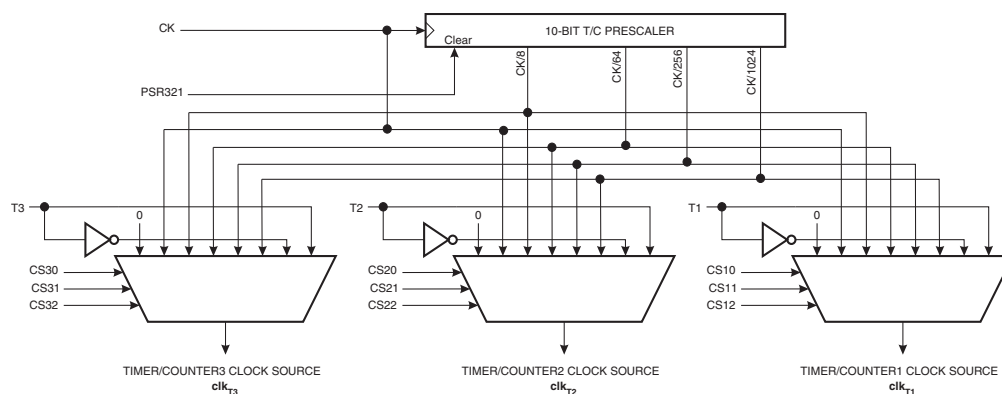 CK
10-BIT T/C PRESCALER
Clear
CK/8
CK/64
CK/256
CK/1024
PSR321
T3
0
T2
0
T1
0
CS30
CS31
CS32
CS20
CS21
CS22
CS10
CS11
CS12
TIMER/COUNTER3 CLOCK SOURCE
clkT3
TIMER/COUNTER2 CLOCK SOURCE
clkT2
TIMER/COUNTER1 CLOCK SOURCE
clkT1